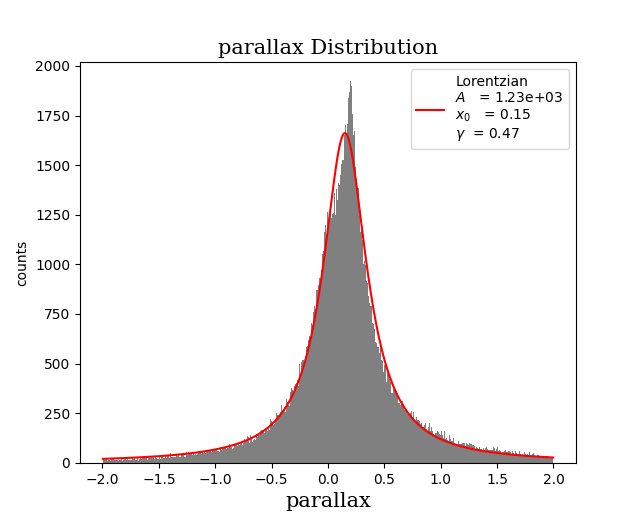 parallax Distribution
2000
1750
1500
1250
1000
750
500
250
0
counts
Lorentzian
A = 1.23e+03
x₀ = 0.15
γ = 0.47
−2.0 −1.5 −1.0 −0.5 0.0 0.5 1.0 1.5 2.0
parallax